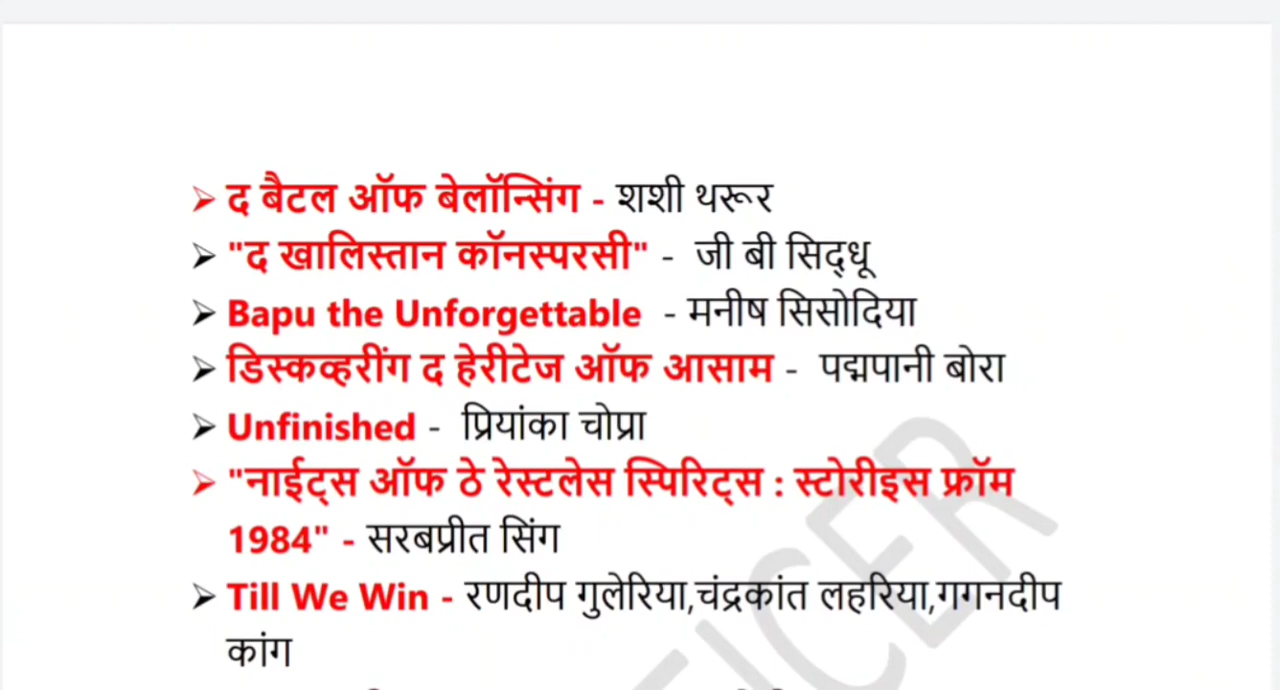 ➢ द बैटल ऑफ बेलॉन्सिंग - शशी थरूर
➢ "द खालिस्तान कॉनस्परसी" - जी बी सिद्धू
➢ Bapu the Unforgettable - मनीष सिसोदिया
➢ डिस्कव्हरींग द हेरीटेज ऑफ आसाम - पद्मपानी बोरा
➢ Unfinished - प्रियांका चोप्रा
➢ "नाईट्स ऑफ ठे रेस्टलेस स्पिरिट्स : स्टोरीइस फ्रॉम
1984" - सरबप्रीत सिंग
➢ Till We Win - रणदीप गुलेरिया,चंद्रकांत लहरिया,गगनदीप
कांग